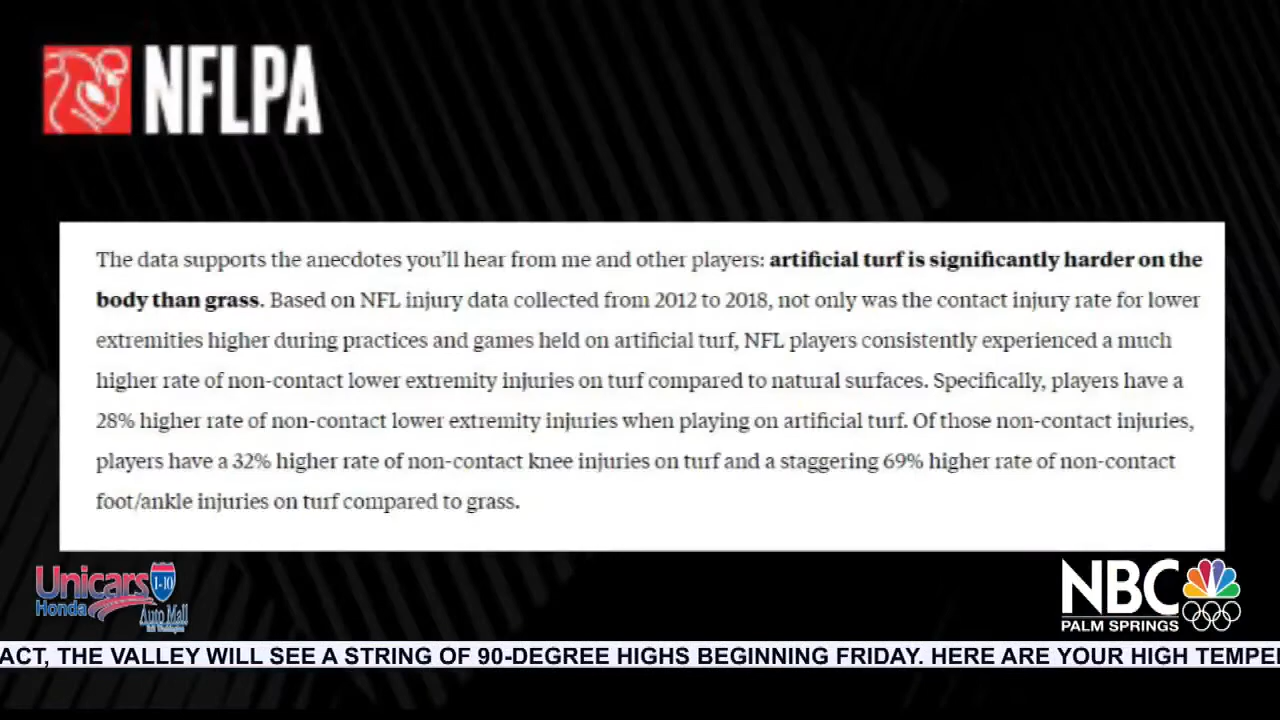 NFLPA
The data supports the anecdotes you'll hear from me and other players: artificial turf is significantly harder on the
body than grass. Based on NFL injury data collected from 2012 to 2018, not only was the contact injury rate for lower
extremities higher during practices and games held on artificial turf, NFL players consistently experienced a much
higher rate of non-contact lower extremity injuries on turf compared to natural surfaces. Specifically, players have a
28% higher rate of non-contact lower extremity injuries when playing on artificial turf. Of those non-contact injuries,
players have a 32% higher rate of non-contact knee injuries on turf and a staggering 69% higher rate of non-contact
foot/ankle injuries on turf compared to grass.
Unicars
Honda
I-10
Auto Mall
NBC
PALM SPRINGS
ACT, THE VALLEY WILL SEE A STRING OF 90-DEGREE HIGHS BEGINNING FRIDAY. HERE ARE YOUR HIGH TEMPE